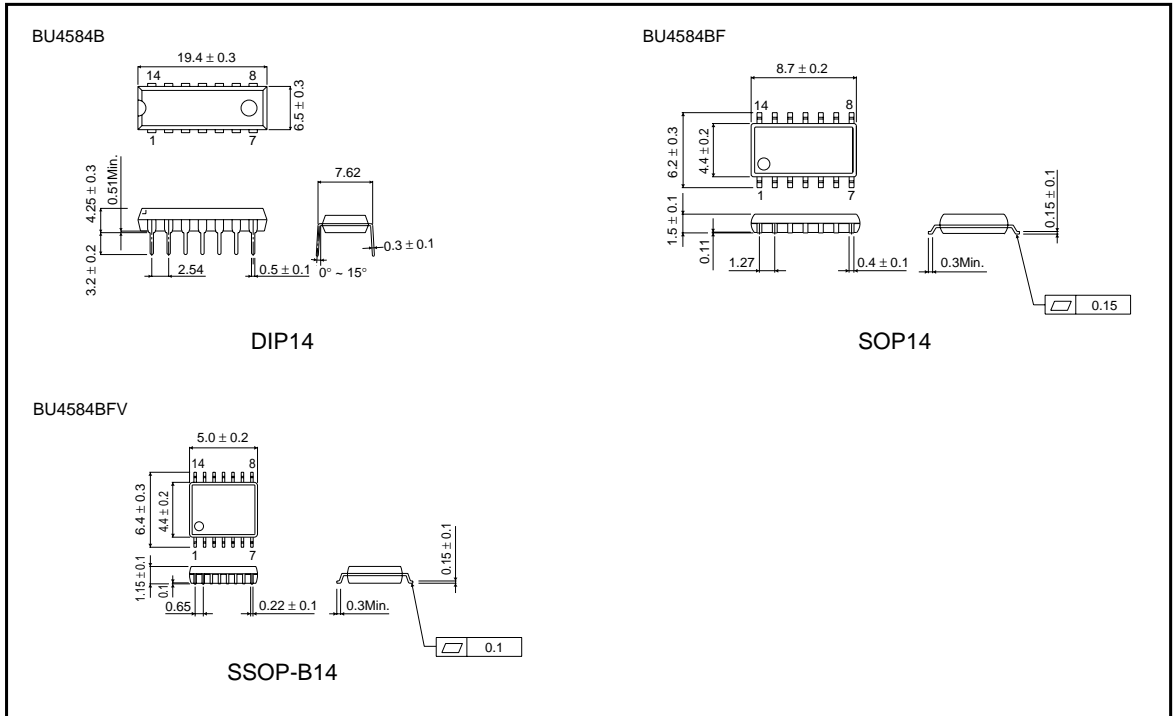 BU4584B
19.4 ± 0.3
14
8
6.5 ± 0.3
1
7
4.25 ± 0.3
0.51Min.
3.2 ± 0.2
2.54
0.5 ± 0.1
7.62
0.3 ± 0.1
0° ~ 15°
DIP14
BU4584BF
8.7 ± 0.2
14
8
6.2 ± 0.3
4.4 ± 0.2
1
7
1.5 ± 0.1
0.11
1.27
0.4 ± 0.1
0.3Min.
0.15 ± 0.1
0.15
SOP14
BU4584BFV
5.0 ± 0.2
14
8
6.4 ± 0.3
4.4 ± 0.2
1
7
1.15 ± 0.1
0.1
0.65
0.22 ± 0.1
0.3Min.
0.15 ± 0.1
0.1
SSOP-B14